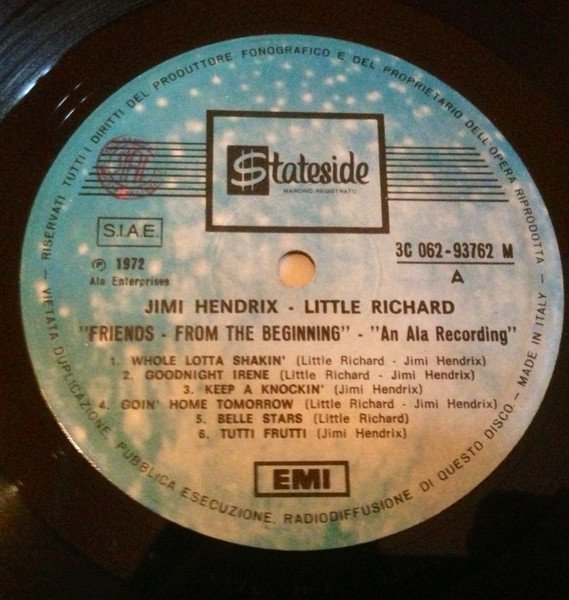 RISERVATI TUTTI I DIRITTI DEL PRODUTTORE FONOGRAFICO E DEL PROPRIETARIO DELL'OPERA RIPRODOTTA - MADE IN ITALY -
$tateside
MARCHIO REGISTRATO
S.I.A.E.
3C 062-93762 M
A
℗ 1972
Ala Enterprises
JIMI HENDRIX - LITTLE RICHARD
"FRIENDS - FROM THE BEGINNING" - "An Ala Recording"
1. WHOLE LOTTA SHAKIN' (Little Richard - Jimi Hendrix)
2. GOODNIGHT IRENE (Little Richard - Jimi Hendrix)
3. KEEP A KNOCKIN' (Jimi Hendrix)
4. GOIN' HOME TOMORROW (Little Richard - Jimi Hendrix)
5. BELLE STARS (Little Richard)
6. TUTTI FRUTTI (Jimi Hendrix)
EMI
- VIETATA DUPLICAZIONE, PUBBLICA ESECUZIONE, RADIODIFFUSIONE DI QUESTO DISCO -